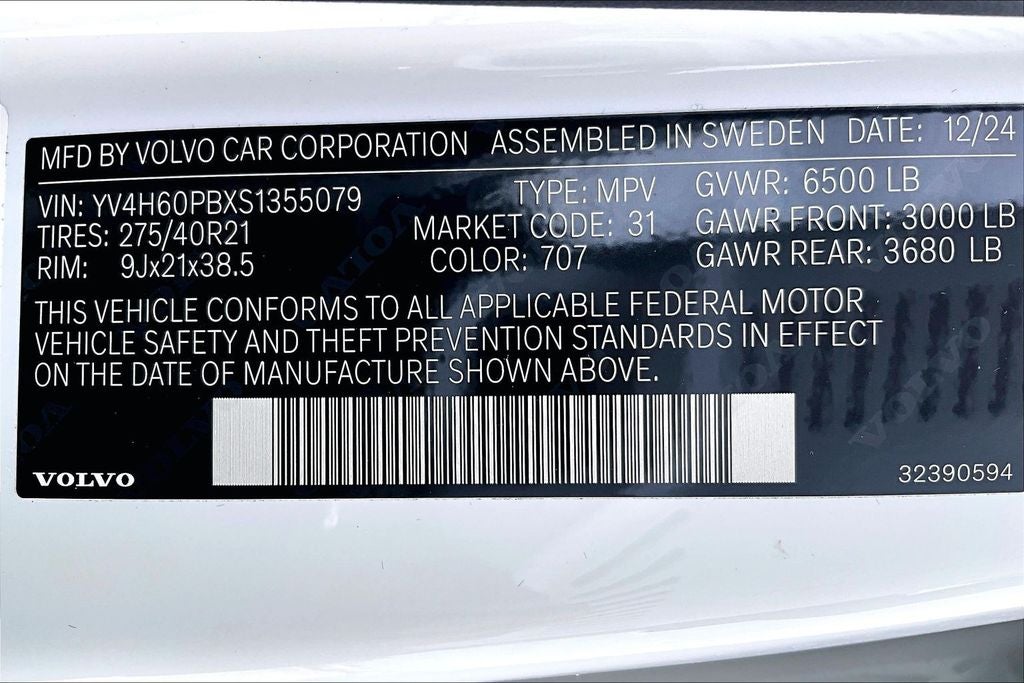 MFD BY VOLVO CAR CORPORATION ASSEMBLED IN SWEDEN DATE: 12/24
VIN: YV4H60PBXS1355079 TYPE: MPV GVWR: 6500 LB
TIRES: 275/40R21 MARKET CODE: 31 GAWR FRONT: 3000 LB
RIM: 9Jx21x38.5 COLOR: 707 GAWR REAR: 3680 LB
THIS VEHICLE CONFORMS TO ALL APPLICABLE FEDERAL MOTOR
VEHICLE SAFETY AND THEFT PREVENTION STANDARDS IN EFFECT
ON THE DATE OF MANUFACTURE SHOWN ABOVE.
VOLVO
32390594